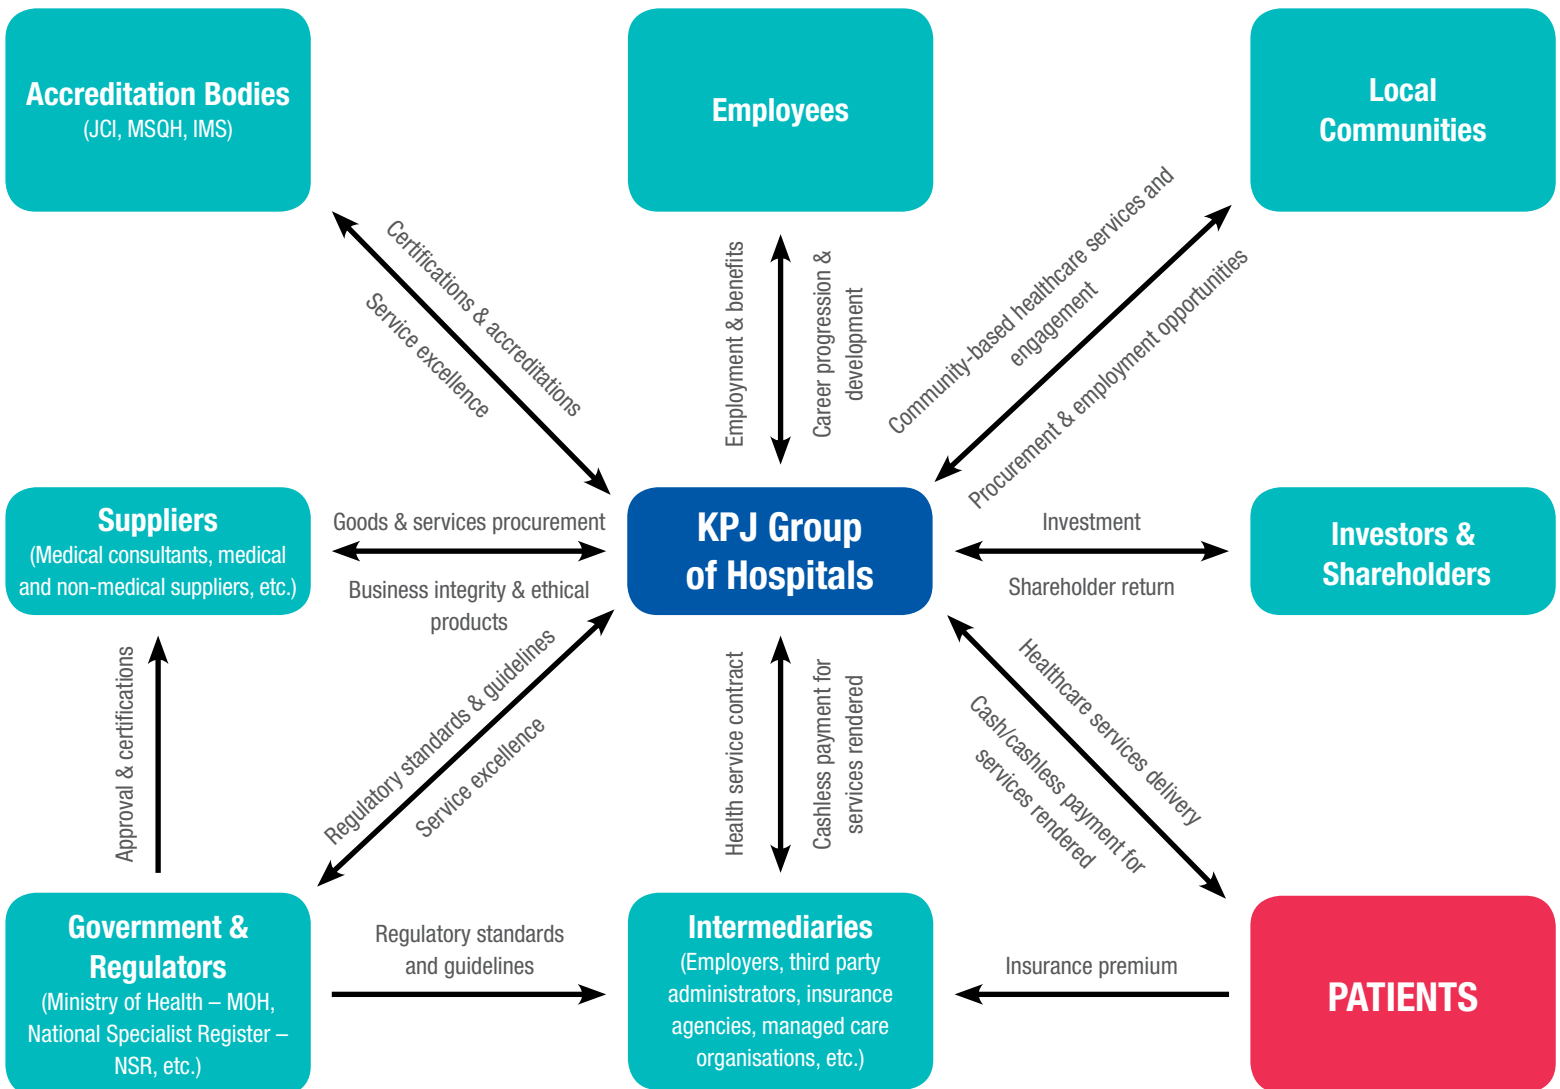 Accreditation Bodies
(JCI, MSQH, IMS)
Employees
Local
Communities
Certifications & accreditations
Service excellence
Employment & benefits
Career progression &
development
Community-based healthcare services and
engagement
Procurement & employment opportunities
Suppliers
(Medical consultants, medical
and non-medical suppliers, etc.)
Goods & services procurement
Business integrity & ethical
products
KPJ Group
of Hospitals
Investment
Shareholder return
Investors &
Shareholders
Approval & certifications
Regulatory standards & guidelines
Service excellence
Health service contract
Cashless payment for
services rendered
Healthcare services delivery
Cash/cashless payment for
services rendered
Government &
Regulators
(Ministry of Health – MOH,
National Specialist Register –
NSR, etc.)
Regulatory standards
and guidelines
Intermediaries
(Employers, third party
administrators, insurance
agencies, managed care
organisations, etc.)
Insurance premium
PATIENTS